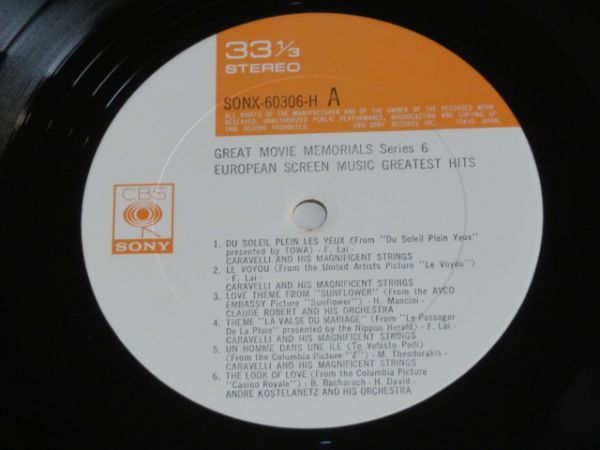 33 1/3
STEREO
SONX-60306-H A
ALL RIGHTS OF THE MANUFACTURER AND OF THE OWNER OF THE RECORDED WORK
RESERVED. UNAUTHORIZED PUBLIC PERFORMANCE, BROADCASTING AND COPYING OF
THIS RECORD PROHIBITED. CBS/SONY RECORDS INC. TOKYO JAPAN.
GREAT MOVIE MEMORIALS Series 6
EUROPEAN SCREEN MUSIC GREATEST HITS
CBS
SONY
1. DU SOLEIL PLEIN LES YEUX (From "Du Soleil Plein Yeux"
presented by TOWA) - F. Lai -
CARAVELLI AND HIS MAGNIFICENT STRINGS
2. LE VOYOU (From the United Artists Picture "Le Voyou")
- F. Lai -
CARAVELLI AND HIS MAGNIFICENT STRINGS
3. LOVE THEME FROM "SUNFLOWER" (From the AVCO
EMBASSY Picture "Sunflower") - H. Mancini -
CLAUDE ROBERT AND HIS ORCHESTRA
4. THEME "LA VALSE DU MARIAGE" (From "Le Passager
De La Plain" presented by the Nippon Herald) - F. Lai -
CARAVELLI AND HIS MAGNIFICENT STRINGS
5. UN HOMME DANS UNE ILE (To Yefesto Pedi)
(From the Columbia Picture "Z") - M. Theodorakis -
CARAVELLI AND HIS MAGNIFICENT STRINGS
6. THE LOOK OF LOVE (From the Columbia Picture
"Casino Royale") - B. Bacharach - H. David -
ANDRE KOSTELANETZ AND HIS ORCHESTRA